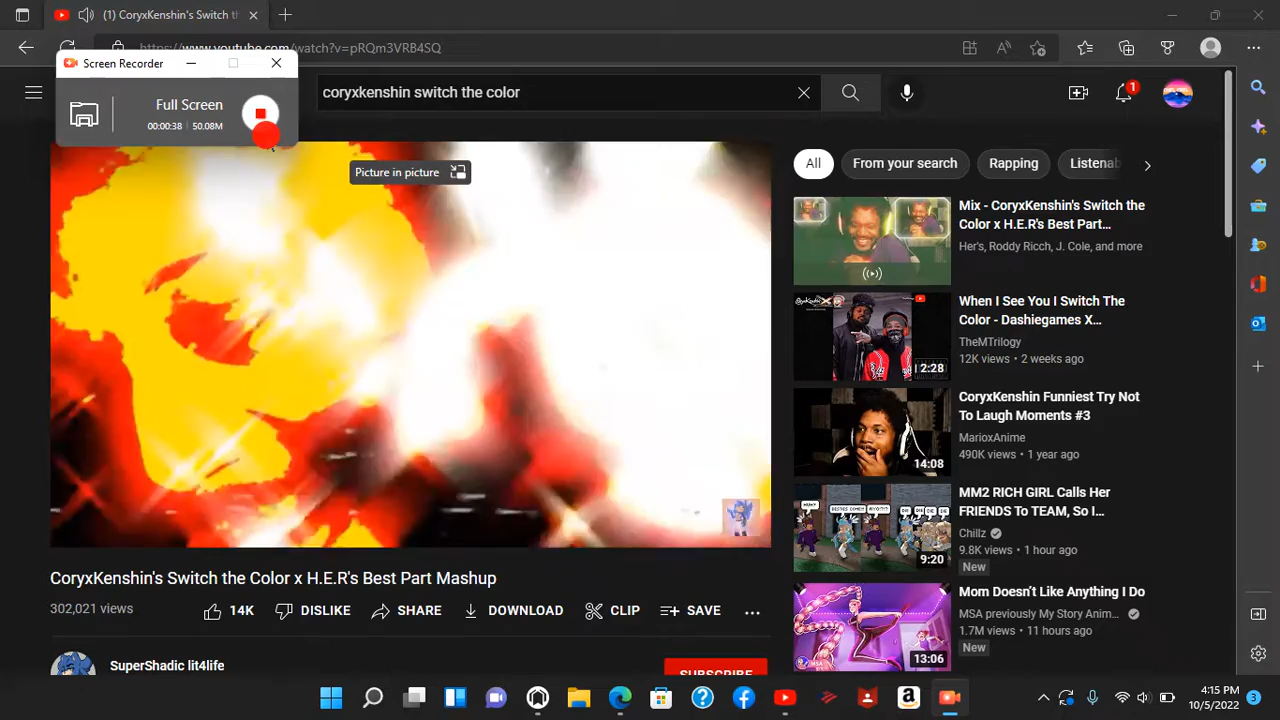 (1) CoryxKenshin's Switch th
https://www.youtube.com/watch?v=pRQm3VRB4SQ
Screen Recorder
Full Screen
00:00:38 50.08M
coryxkenshin switch the color
1
Picture in picture
CoryxKenshin's Switch the Color x H.E.R's Best Part Mashup
302,021 views
14K DISLIKE SHARE DOWNLOAD CLIP SAVE ...
SuperShadic lit4life
SUBSCRIBE
All From your search Rapping Listenab
Mix - CoryxKenshin's Switch the
Color x H.E.R's Best Part...
Her's, Roddy Ricch, J. Cole, and more
When I See You I Switch The
Color - Dashiegames X...
TheMTrilogy
12K views • 2 weeks ago
2:28
CoryxKenshin Funniest Try Not
To Laugh Moments #3
MarioxAnime
490K views • 1 year ago
14:08
MM2 RICH GIRL Calls Her
FRIENDS To TEAM, So I...
Chillz
9.8K views • 1 hour ago
New
9:20
Mom Doesn't Like Anything I Do
MSA previously My Story Anim...
1.7M views • 11 hours ago
New
13:06
4:15 PM
10/5/2022
3